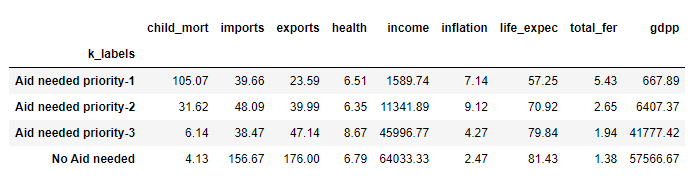 child_mort imports exports health income inflation life_expec total_fer gdpp
k_labels
Aid needed priority-1 105.07 39.66 23.59 6.51 1589.74 7.14 57.25 5.43 667.89
Aid needed priority-2 31.62 48.09 39.99 6.35 11341.89 9.12 70.92 2.65 6407.37
Aid needed priority-3 6.14 38.47 47.14 8.67 45996.77 4.27 79.84 1.94 41777.42
No Aid needed 4.13 156.67 176.00 6.79 64033.33 2.47 81.43 1.38 57566.67